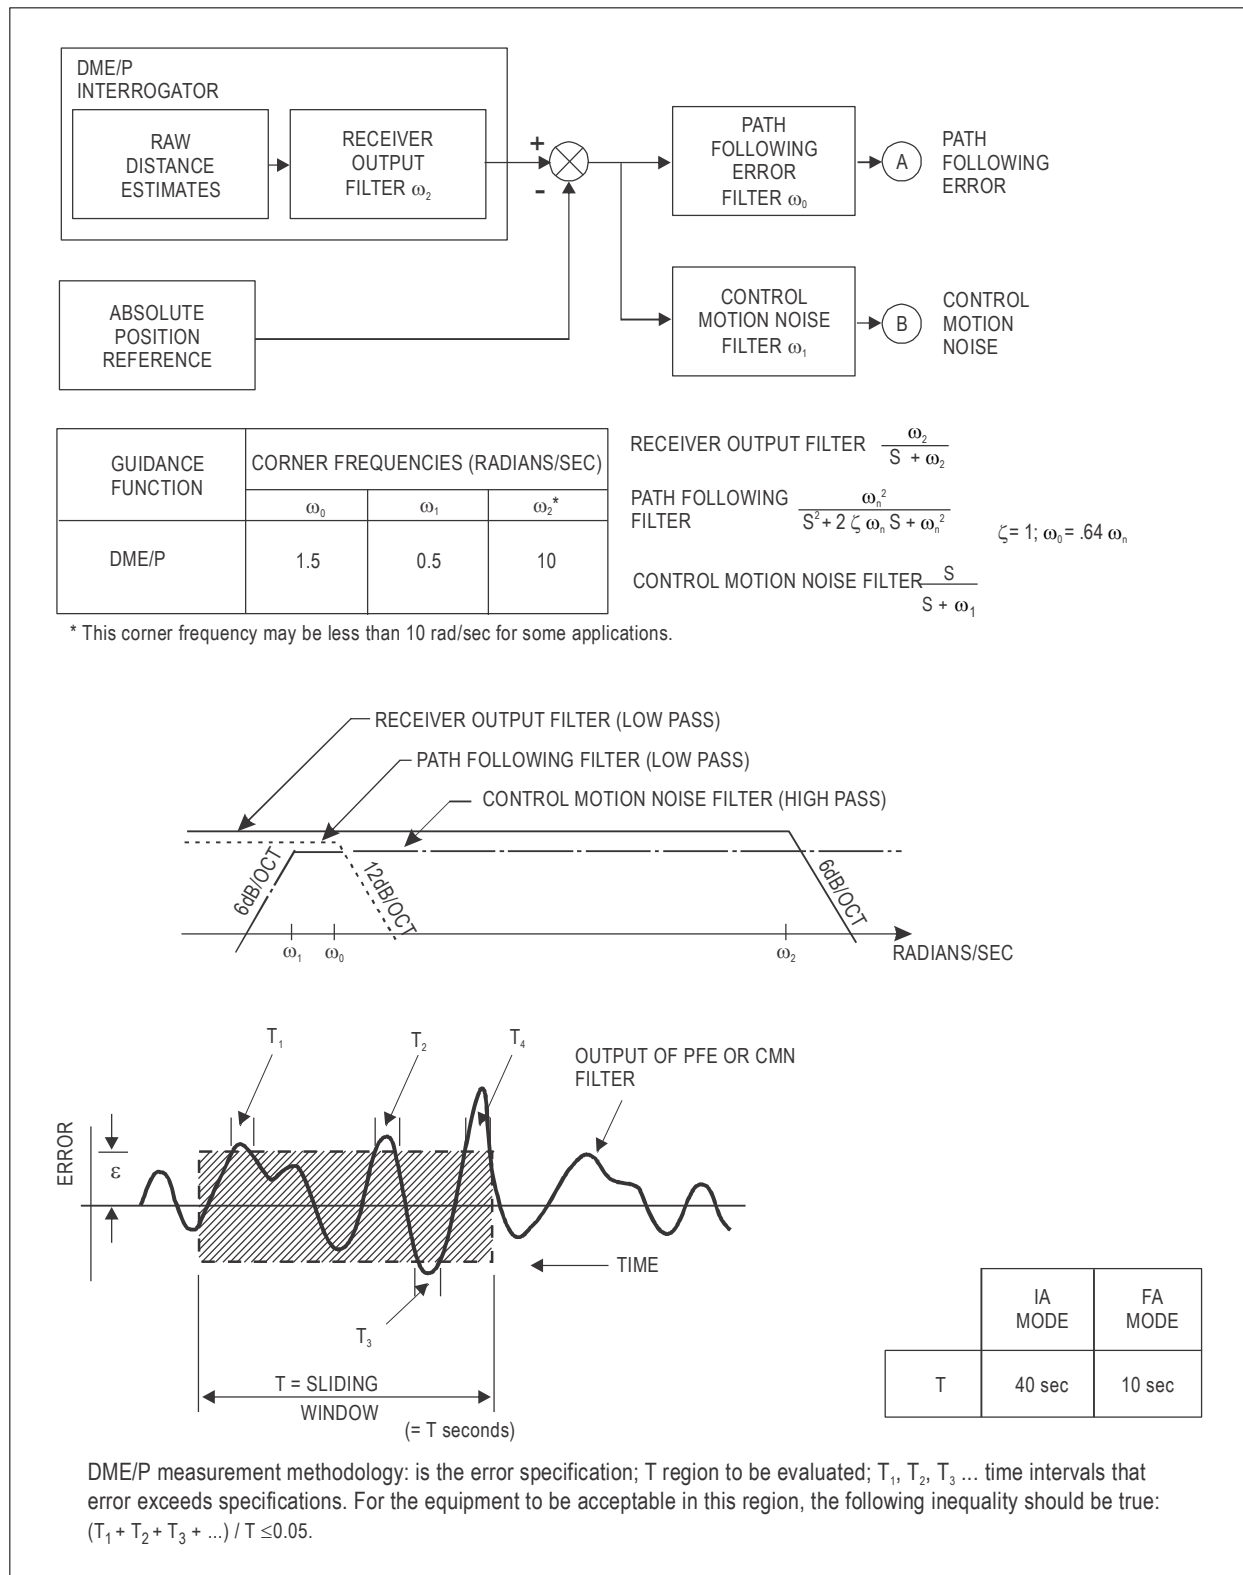 DME/P
INTERROGATOR
RAW
DISTANCE
ESTIMATES
RECEIVER
OUTPUT
FILTER ω₂
+
-
PATH
FOLLOWING
ERROR
FILTER ω₀
A
PATH
FOLLOWING
ERROR
ABSOLUTE
POSITION
REFERENCE
CONTROL
MOTION NOISE
FILTER ω₁
B
CONTROL
MOTION
NOISE
GUIDANCE
FUNCTION
CORNER FREQUENCIES (RADIANS/SEC)
ω₀ ω₁ ω₂*
DME/P 1.5 0.5 10
* This corner frequency may be less than 10 rad/sec for some applications.
RECEIVER OUTPUT FILTER ω₂ / (S + ω₂)
PATH FOLLOWING
FILTER ωₙ² / (S² + 2 ζ ωₙ S + ωₙ²)
ζ = 1; ω₀ = .64 ωₙ
CONTROL MOTION NOISE FILTER S / (S + ω₁)
RECEIVER OUTPUT FILTER (LOW PASS)
PATH FOLLOWING FILTER (LOW PASS)
CONTROL MOTION NOISE FILTER (HIGH PASS)
6dB/OCT
12dB/OCT
6dB/OCT
ω₁ ω₀ ω₂
RADIANS/SEC
T₁ T₂ T₄
OUTPUT OF PFE OR CMN
FILTER
ERROR
ε
TIME
T₃
T = SLIDING
WINDOW
(= T seconds)
IA
MODE
FA
MODE
T 40 sec 10 sec
DME/P measurement methodology: is the error specification; T region to be evaluated; T₁, T₂, T₃ ... time intervals that
error exceeds specifications. For the equipment to be acceptable in this region, the following inequality should be true:
(T₁ + T₂ + T₃ + ...) / T ≤0.05.